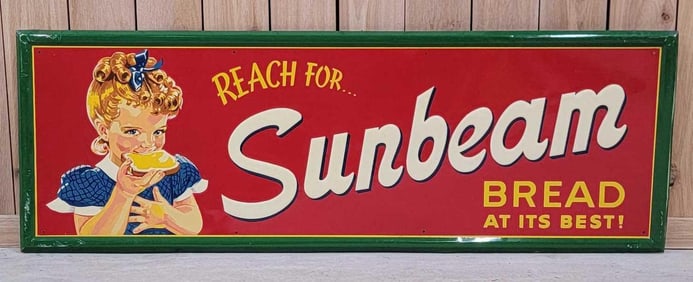 REACH FOR...
Sunbeam
BREAD
AT ITS BEST!